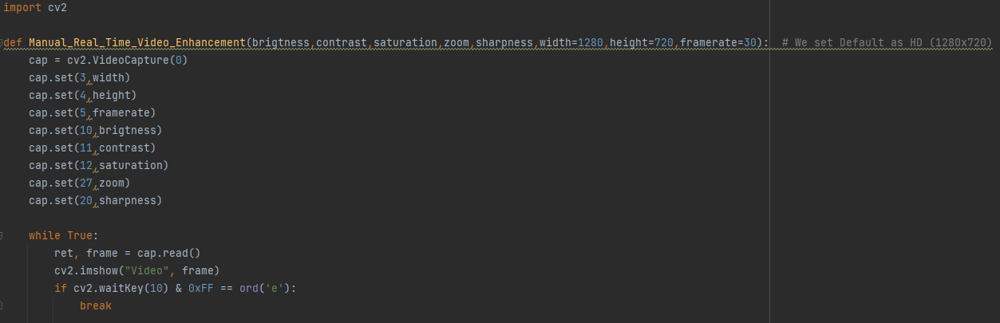 import cv2
def Manual_Real_Time_Video_Enhancement(brigtness,contrast,saturation,zoom,sharpness,width=1280,height=720,framerate=30):  # We set Default as HD (1280x720)
    cap = cv2.VideoCapture(0)
    cap.set(3,width)
    cap.set(4,height)
    cap.set(5,framerate)
    cap.set(10,brigtness)
    cap.set(11,contrast)
    cap.set(12,saturation)
    cap.set(27,zoom)
    cap.set(20,sharpness)
    while True:
        ret, frame = cap.read()
        cv2.imshow("Video", frame)
        if cv2.waitKey(10) & 0xFF == ord('e'):
            break